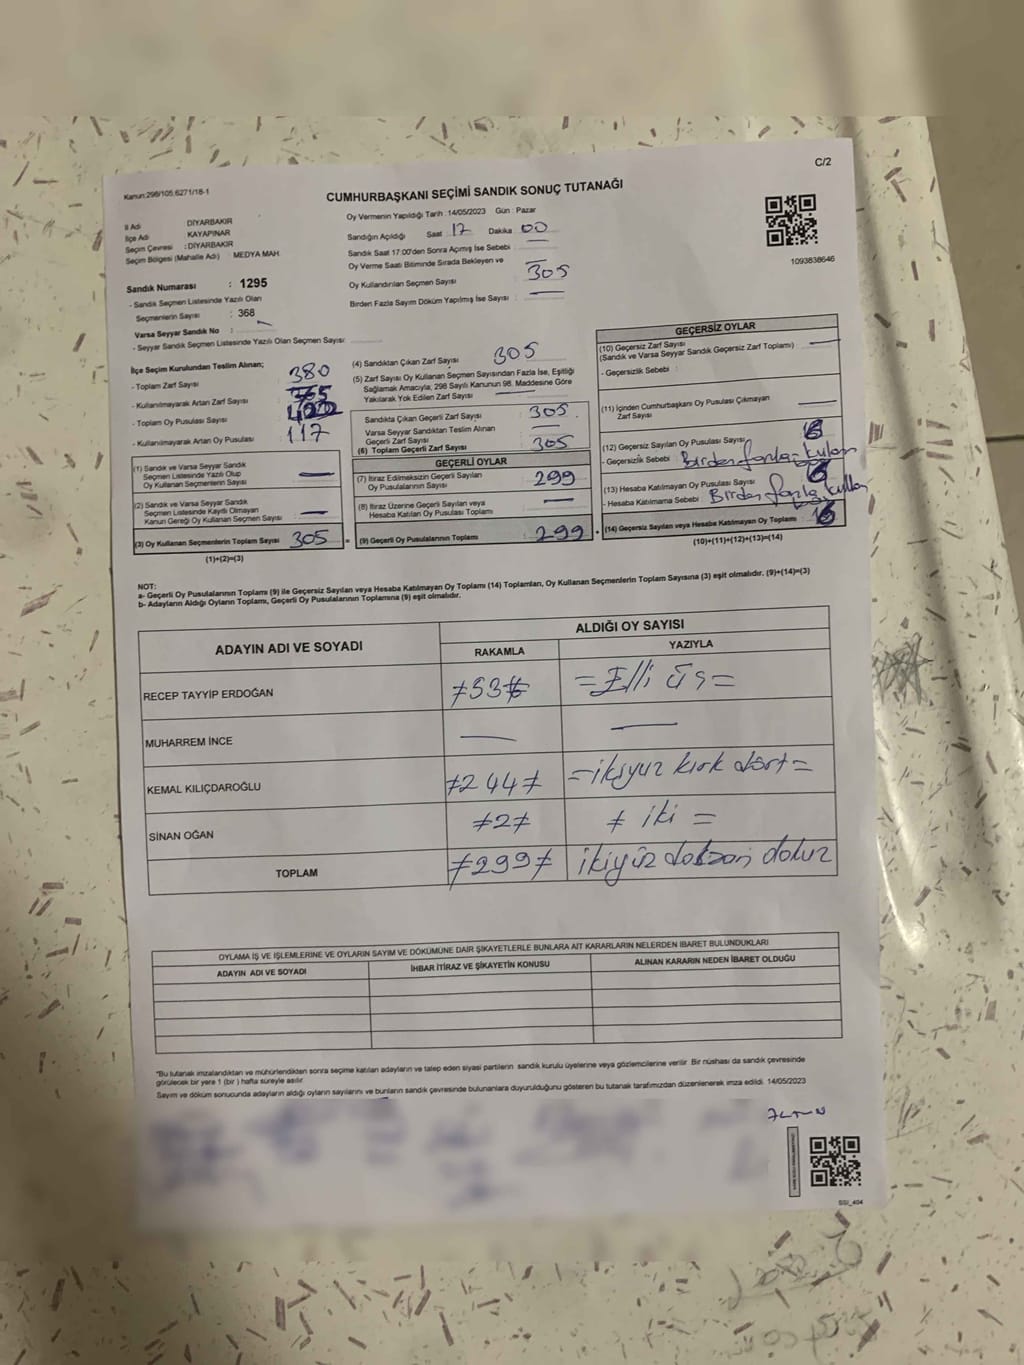 C/2
Kanun:298/105,6271/18-1
CUMHURBAŞKANI SEÇİMİ SANDIK SONUÇ TUTANAĞI
İl Adı DİYARBAKIR
İlçe Adı KAYAPINAR
Seçim Çevresi : DİYARBAKIR
Seçim Bölgesi (Mahalle Adı) : MEDYA MAH.
Oy Vermenin Yapıldığı Tarih : 14/05/2023 Gün : Pazar
Sandığın Açıldığı Saat 17 Dakika 00
Sandık Saat 17:00'den Sonra Açılmış İse Sebebi :
Oy Verme Saati Bitiminde Sırada Bekleyen ve
Oy Kullandırılan Seçmen Sayısı
305
Birden Fazla Sayım Döküm Yapılmış İse Sayısı :
1093838646
Sandık Numarası : 1295
- Sandık Seçmen Listesinde Yazılı Olan
Seçmenlerin Sayısı : 368
Varsa Seyyar Sandık No :
- Seyyar Sandık Seçmen Listesinde Yazılı Olan Seçmen Sayısı:
İlçe Seçim Kurulundan Teslim Alınan;
- Toplam Zarf Sayısı 380
- Kullanılmayarak Artan Zarf Sayısı
- Toplam Oy Pusulası Sayısı
- Kullanılmayarak Artan Oy Pusulası 117
(1) Sandık ve Varsa Seyyar Sandık
Seçmen Listesinde Yazılı Olup
Oy Kullanan Seçmenlerin Sayısı
(2) Sandık ve Varsa Seyyar Sandık
Seçmen Listesinde Kayıtlı Olmayan
Kanun Gereği Oy Kullanan Seçmen Sayısı
(3) Oy Kullanan Seçmenlerin Toplam Sayısı 305
(1)+(2)=(3)
(4) Sandıktan Çıkan Zarf Sayısı 305
(5) Zarf Sayısı Oy Kullanan Seçmen Sayısından Fazla İse, Eşitliği
Sağlamak Amacıyla; 298 Sayılı Kanunun 98. Maddesine Göre
Yakılarak Yok Edilen Zarf Sayısı
Sandıkta Çıkan Geçerli Zarf Sayısı 305
Varsa Seyyar Sandıktan Teslim Alınan
Geçerli Zarf Sayısı
(6) Toplam Geçerli Zarf Sayısı 305
GEÇERLİ OYLAR
(7) İtiraz Edilmeksizin Geçerli Sayılan
Oy Pusulalarının Sayısı 299
(8) İtiraz Üzerine Geçerli Sayılan veya
Hesaba Katılan Oy Pusulası Toplamı
(9) Geçerli Oy Pusulalarının Toplamı 299
GEÇERSİZ OYLAR
(10) Geçersiz Zarf Sayısı
(Sandık ve Varsa Seyyar Sandık Geçersiz Zarf Toplamı)
- Geçersizlik Sebebi :
(11) İçinden Cumhurbaşkanı Oy Pusulası Çıkmayan
Zarf Sayısı
(12) Geçersiz Sayılan Oy Pusulası Sayısı 6
- Geçersizlik Sebebi Birden fazla kullan
(13) Hesaba Katılmayan Oy Pusulası Sayısı
- Hesaba Katılmama Sebebi Birden fazla kullan
(14) Geçersiz Sayılan veya Hesaba Katılmayan Oy Toplamı 6
(10)+(11)+(12)+(13)=(14)
NOT:
a- Geçerli Oy Pusulalarının Toplamı (9) ile Geçersiz Sayılan veya Hesaba Katılmayan Oy Toplamı (14) Toplamları, Oy Kullanan Seçmenlerin Toplam Sayısına (3) eşit olmalıdır. (9)+(14)=(3)
b- Adayların Aldığı Oyların Toplamı, Geçerli Oy Pusulalarının Toplamına (9) eşit olmalıdır.
ADAYIN ADI VE SOYADI ALDIĞI OY SAYISI
RAKAMLA YAZIYLA
RECEP TAYYİP ERDOĞAN ≠53≠ =Elli üç=
MUHARREM İNCE
KEMAL KILIÇDAROĞLU ≠244≠ =ikiyüz kırk dört=
SİNAN OĞAN ≠2≠ ≠ iki =
TOPLAM ≠299≠ ikiyüz doksan dokuz
OYLAMA İŞ VE İŞLEMLERİNE VE OYLARIN SAYIM VE DÖKÜMÜNE DAİR ŞİKAYETLERLE BUNLARA AİT KARARLARIN NELERDEN İBARET BULUNDUKLARI
ADAYIN ADI VE SOYADI İHBAR İTİRAZ VE ŞİKAYETİN KONUSU ALINAN KARARIN NEDEN İBARET OLDUĞU
"Bu tutanak imzalandıktan ve mühürlendikten sonra seçime katılan adayların ve talep eden siyasi partilerin sandık kurulu üyelerine veya gözlemcilerine verilir. Bir nüshası da sandık çevresinde
görülecek bir yere 1 (bir ) hafta süreyle asılır.
Sayım ve döküm sonucunda adayların aldığı oyların sayılarını ve bunların sandık çevresinde bulunanlara duyurulduğunu gösteren bu tutanak tarafımızdan düzenlenerek imza edildi. 14/05/2023
SSI_404